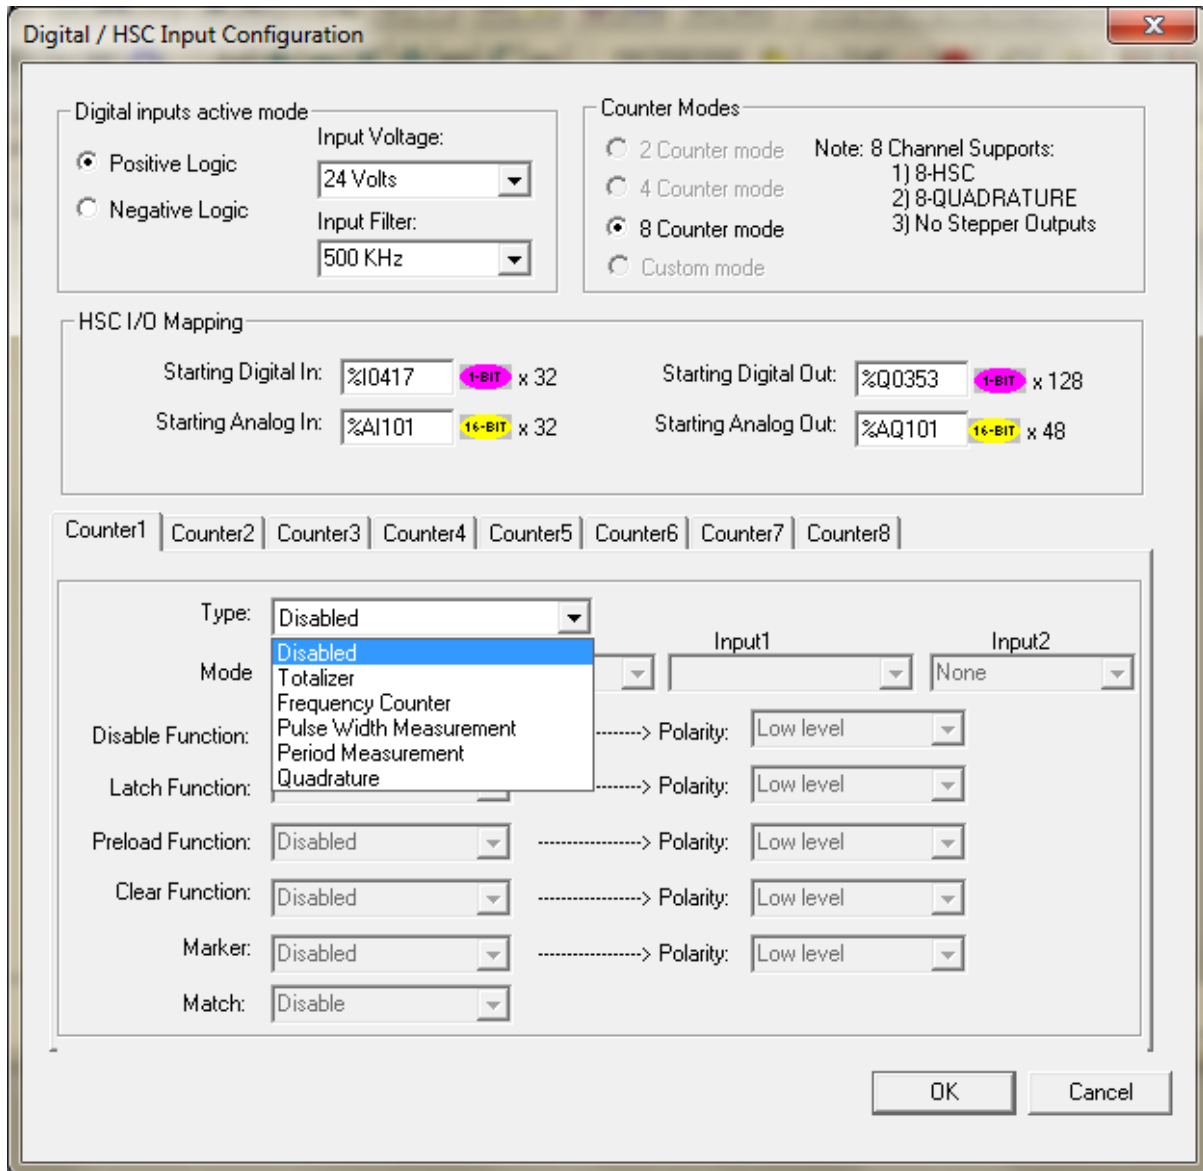 Digital / HSC Input Configuration
X
Digital inputs active mode
Positive Logic
Negative Logic
Input Voltage:
24 Volts
Input Filter:
500 KHz
Counter Modes
2 Counter mode
4 Counter mode
8 Counter mode
Custom mode
Note: 8 Channel Supports:
1) 8-HSC
2) 8-QUADRATURE
3) No Stepper Outputs
HSC I/O Mapping
Starting Digital In: %I0417 1-BIT x 32
Starting Digital Out: %Q0353 1-BIT x 128
Starting Analog In: %AI101 16-BIT x 32
Starting Analog Out: %AQ101 16-BIT x 48
Counter1 Counter2 Counter3 Counter4 Counter5 Counter6 Counter7 Counter8
Type: Disabled
Disabled
Totalizer
Frequency Counter
Pulse Width Measurement
Period Measurement
Quadrature
Input1 Input2
Mode None
Disable Function: --------> Polarity: Low level
Latch Function: --------> Polarity: Low level
Preload Function: Disabled -----------------> Polarity: Low level
Clear Function: Disabled -----------------> Polarity: Low level
Marker: Disabled -----------------> Polarity: Low level
Match: Disable
OK Cancel